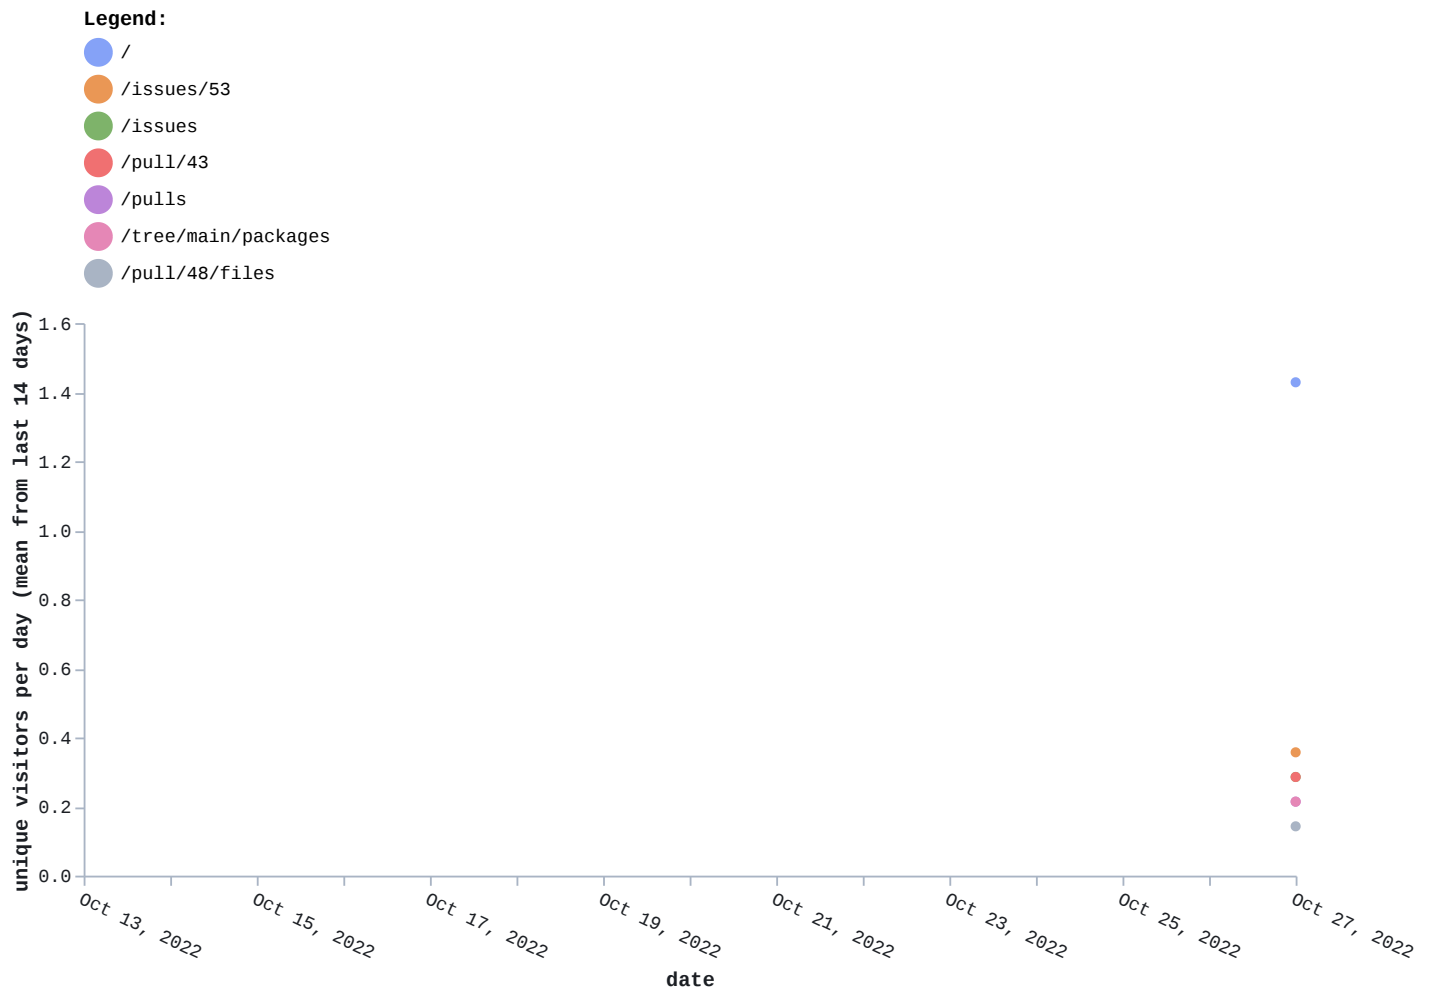 Legend:
/
/issues/53
/issues
/pull/43
/pulls
/tree/main/packages
/pull/48/files
unique visitors per day (mean from last 14 days)
1.6
1.4
1.2
1.0
0.8
0.6
0.4
0.2
0.0
Oct 13, 2022
Oct 15, 2022
Oct 17, 2022
Oct 19, 2022
Oct 21, 2022
Oct 23, 2022
Oct 25, 2022
Oct 27, 2022
date